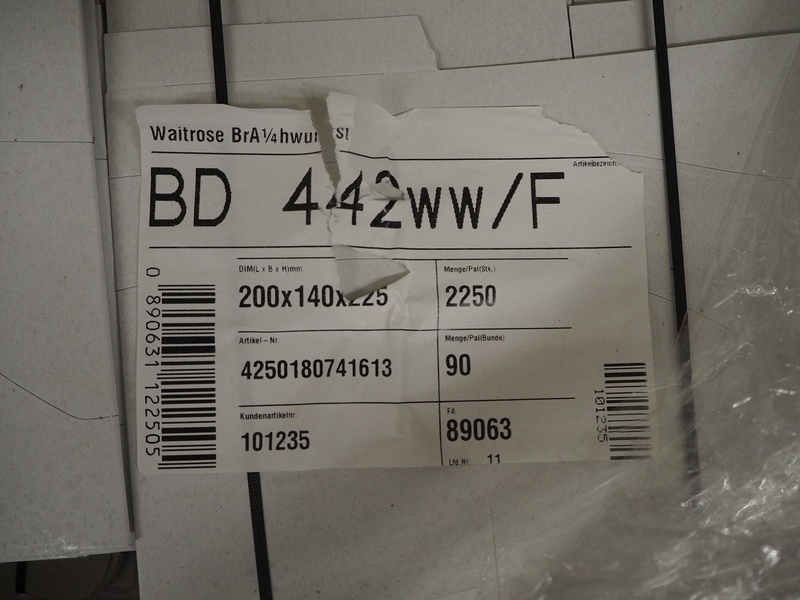 Waitrose BrA¼hwu
Artikelbezeich
BD 442ww/F
DIM(L x B x H)mm
200x140x225
Menge/Pal(Stk.)
2250
Artikel – Nr.
4250180741613
Menge/Pal(Bunde)
90
Kundenartikelnr.
101235
FA
89063
Lfd.Nr. 11
0 890631 122505
101235